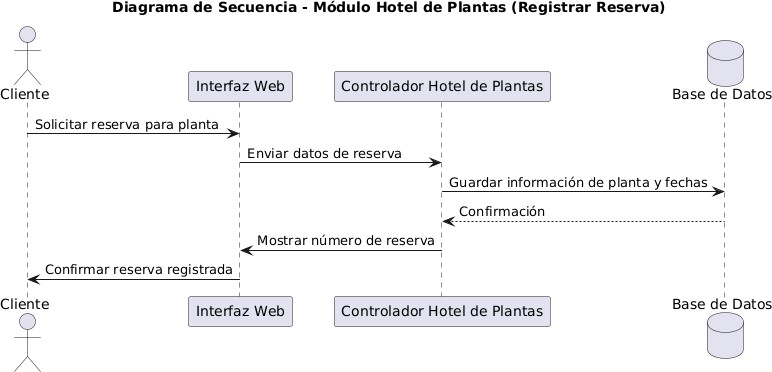 Diagrama de Secuencia - Módulo Hotel de Plantas (Registrar Reserva)
Cliente
Interfaz Web
Controlador Hotel de Plantas
Base de Datos
Solicitar reserva para planta
Enviar datos de reserva
Guardar información de planta y fechas
Confirmación
Mostrar número de reserva
Confirmar reserva registrada
Cliente
Interfaz Web
Controlador Hotel de Plantas
Base de Datos